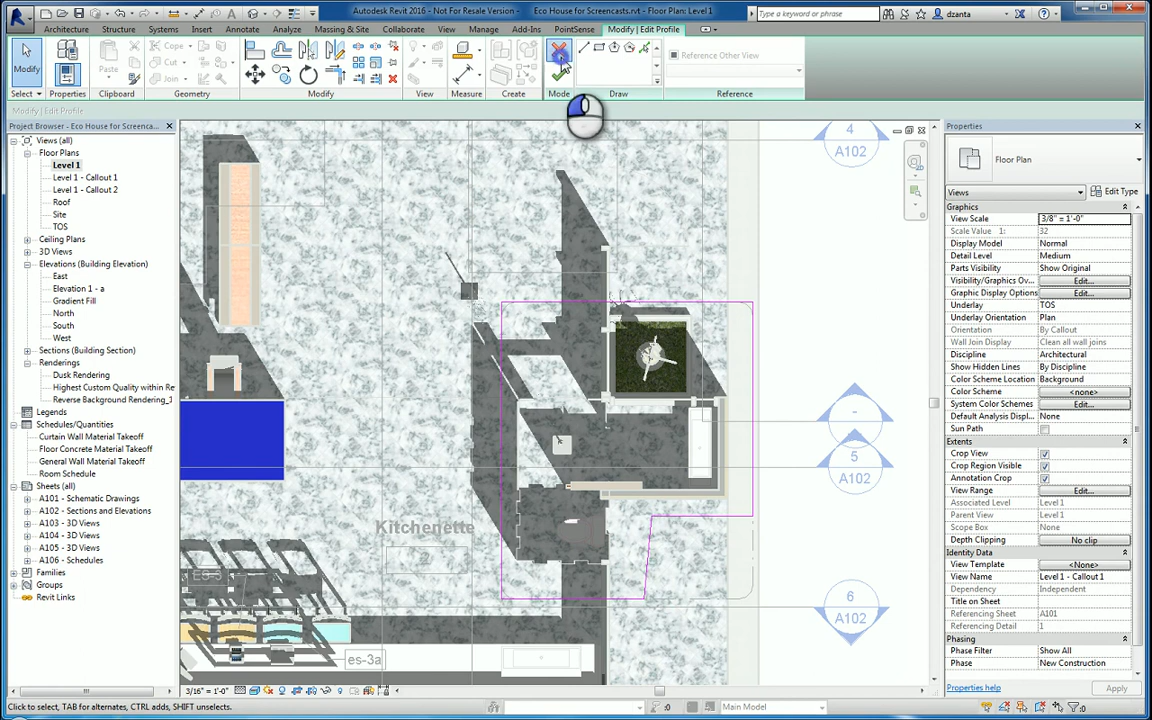 Autodesk Revit 2016 - Not For Resale Version - Eco House for Screencasts.rvt - Floor Plan: Level 1
Type a keyword or phrase
dzanta
Architecture Structure Systems Insert Annotate Analyze Massing & Site Collaborate View Manage Add-Ins PointSense Modify | Edit Profile
Modify
Properties
Paste
Cope
Cut
Join
Reference Other View
Select Properties Clipboard Geometry Modify View Measure Create Mode Draw Reference
Modify | Edit Profile
Project Browser - Eco House for Screencasts.rvt
Views (all)
Floor Plans
Level 1
Level 1 - Callout 1
Level 1 - Callout 2
Roof
Site
TOS
Ceiling Plans
3D Views
Elevations (Building Elevation)
East
Elevation 1 - a
Gradient Fill
North
South
West
Sections (Building Section)
Renderings
Dusk Rendering
Highest Custom Quality within Re
Reverse Background Rendering_1
Legends
Schedules/Quantities
Curtain Wall Material Takeoff
Floor Concrete Material Takeoff
General Wall Material Takeoff
Room Schedule
Sheets (all)
A101 - Schematic Drawings
A102 - Sections and Elevations
A103 - 3D Views
A104 - 3D Views
A105 - 3D Views
A106 - Schedules
Families
Groups
Revit Links
4
A102
-
5
A102
6
A102
Kitchenette
ES-3
es-3a
Properties
Floor Plan
Views
Edit Type
Graphics
View Scale 3/8" = 1'-0"
Scale Value 1: 32
Display Model Normal
Detail Level Medium
Parts Visibility Show Original
Visibility/Graphics Ov... Edit...
Graphic Display Options Edit...
Underlay TOS
Underlay Orientation Plan
Orientation By Callout
Wall Join Display Clean all wall joins
Discipline Architectural
Show Hidden Lines By Discipline
Color Scheme Location Background
Color Scheme <none>
System Color Schemes Edit...
Default Analysis Displ... None
Sun Path
Extents
Crop View
Crop Region Visible
Annotation Crop
View Range Edit...
Associated Level Level 1
Parent View Level 1
Scope Box None
Depth Clipping No clip
Identity Data
View Template <None>
View Name Level 1 - Callout 1
Dependency Independent
Title on Sheet
Referencing Sheet A101
Referencing Detail 1
Phasing
Phase Filter Show All
Phase New Construction
Properties help Apply
3/16" = 1'-0"
Click to select, TAB for alternates, CTRL adds, SHIFT unselects.
:0
Main Model
:0